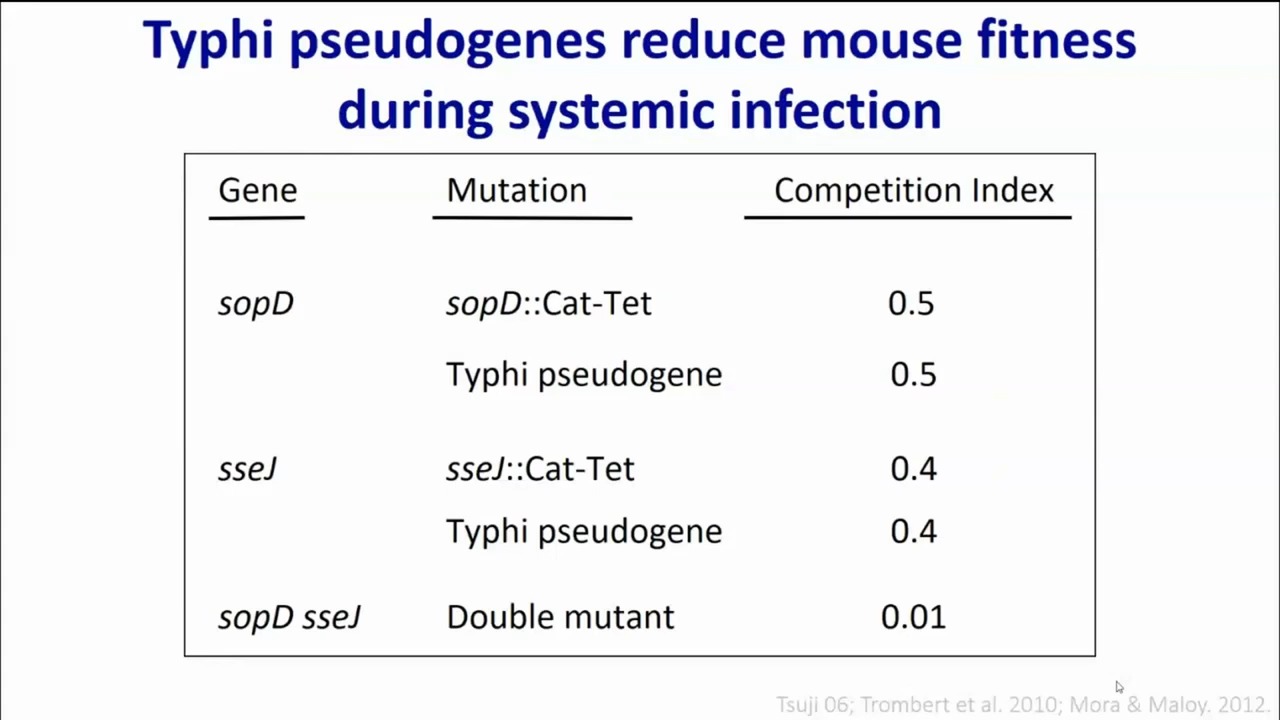 Typhi pseudogenes reduce mouse fitness
during systemic infection
Gene Mutation Competition Index
sopD sopD::Cat-Tet 0.5
Typhi pseudogene 0.5
sseJ sseJ::Cat-Tet 0.4
Typhi pseudogene 0.4
sopD sseJ Double mutant 0.01
Tsuji 06; Trombert et al. 2010; Mora & Maloy. 2012.